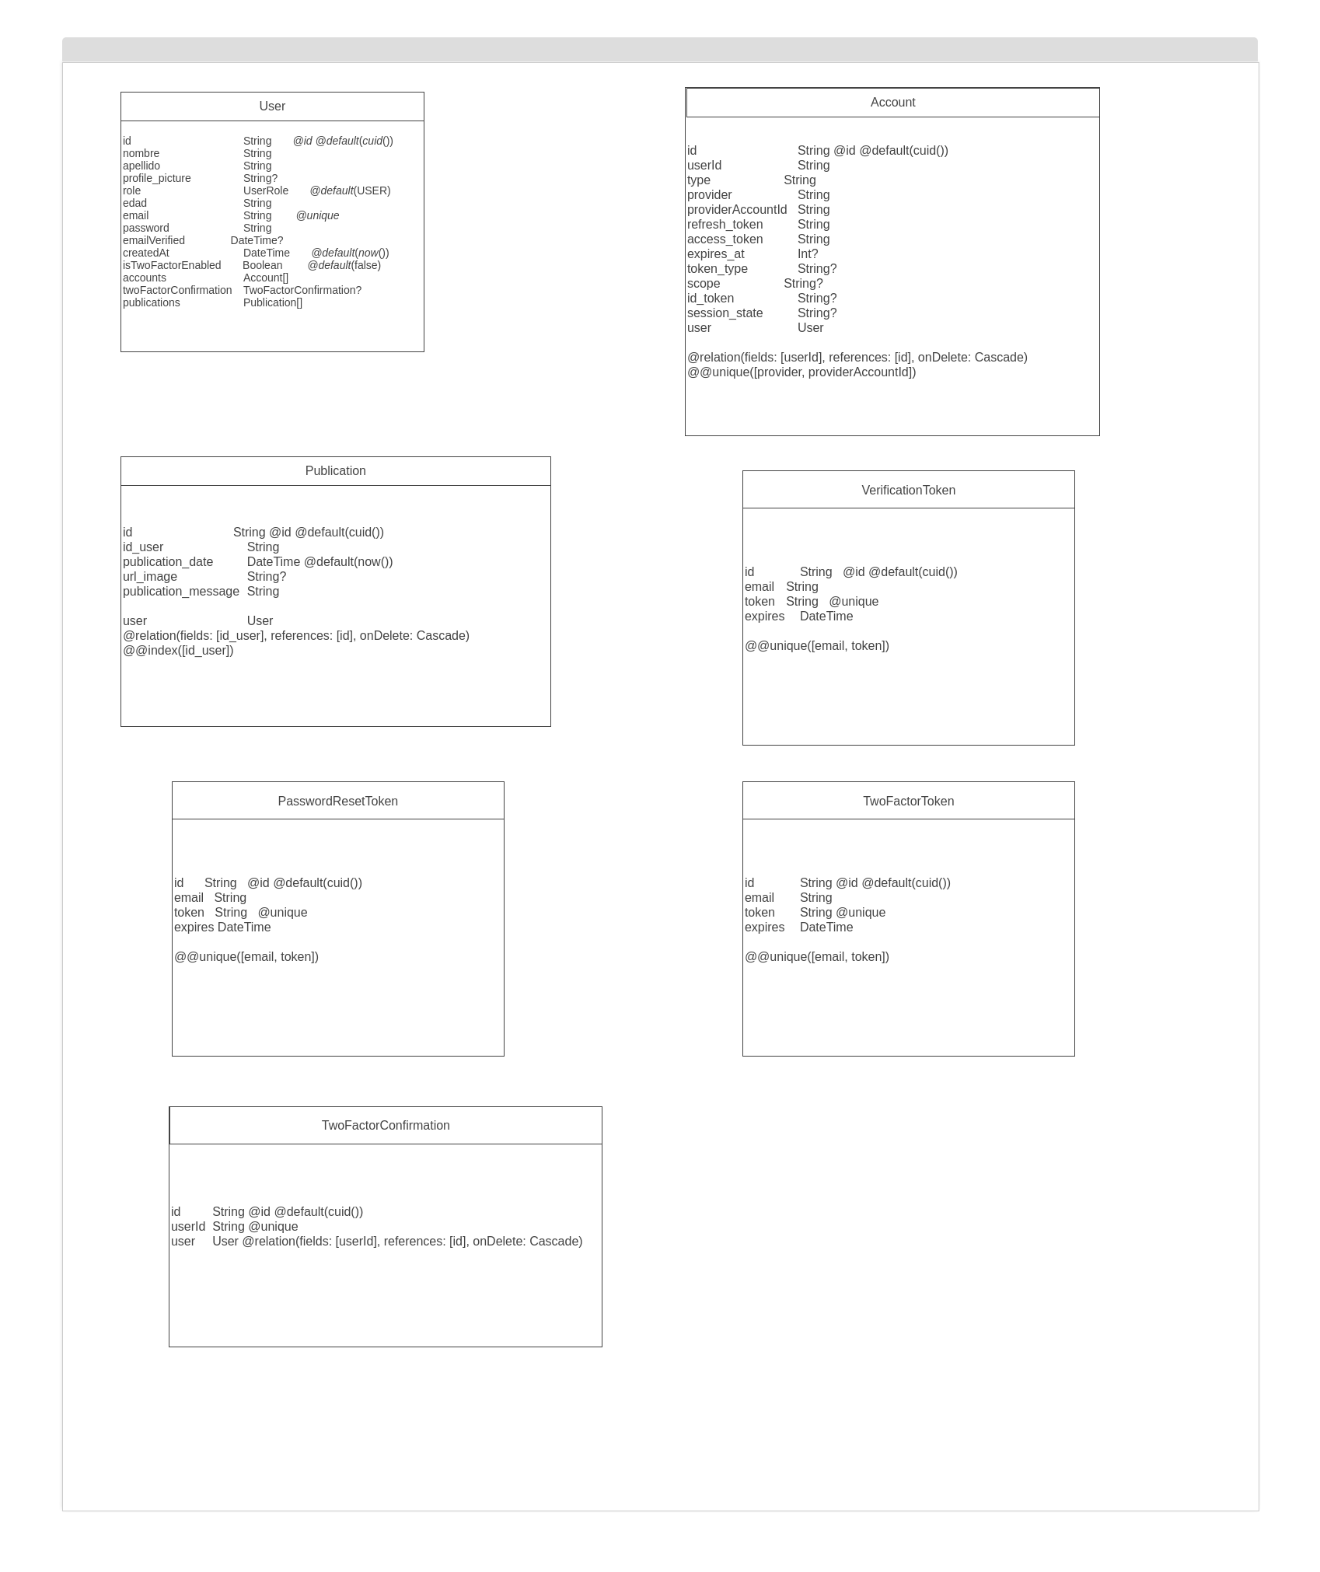 User
id String @id @default(cuid())
nombre String
apellido String
profile_picture String?
role UserRole @default(USER)
edad String
email String @unique
password String
emailVerified DateTime?
createdAt DateTime @default(now())
isTwoFactorEnabled Boolean @default(false)
accounts Account[]
twoFactorConfirmation TwoFactorConfirmation?
publications Publication[]
Account
id String @id @default(cuid())
userId String
type String
provider String
providerAccountId String
refresh_token String
access_token String
expires_at Int?
token_type String?
scope String?
id_token String?
session_state String?
user User
@relation(fields: [userId], references: [id], onDelete: Cascade)
@@unique([provider, providerAccountId])
Publication
id String @id @default(cuid())
id_user String
publication_date DateTime @default(now())
url_image String?
publication_message String
user User
@relation(fields: [id_user], references: [id], onDelete: Cascade)
@@index([id_user])
VerificationToken
id String @id @default(cuid())
email String
token String @unique
expires DateTime
@@unique([email, token])
PasswordResetToken
id String @id @default(cuid())
email String
token String @unique
expires DateTime
@@unique([email, token])
TwoFactorToken
id String @id @default(cuid())
email String
token String @unique
expires DateTime
@@unique([email, token])
TwoFactorConfirmation
id String @id @default(cuid())
userId String @unique
user User @relation(fields: [userId], references: [id], onDelete: Cascade)